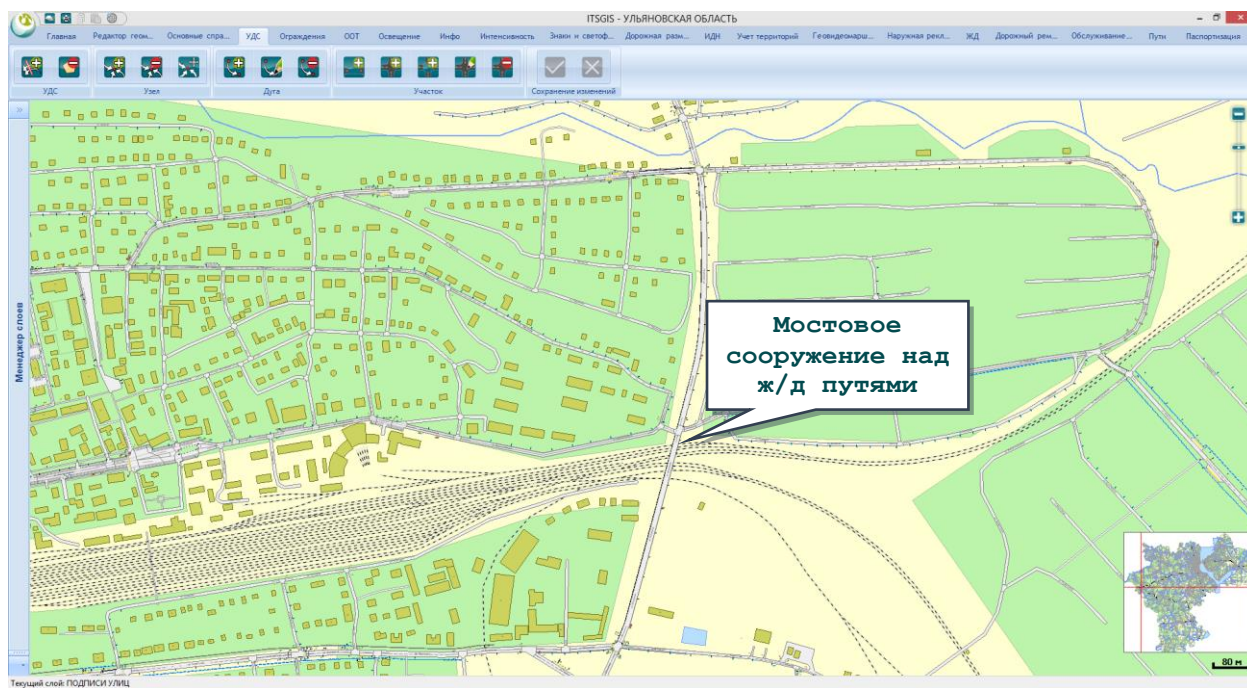 ITSGIS - УЛЬЯНОВСКАЯ ОБЛАСТЬ
Главная Редактор геом... Основные спра... УДС Ограждения ООТ Освещение Инфо Интенсивность Знаки и светоф... Дорожная разм... ИДН Учет территорий Геовидеомарш... Наружная рекл... ЖД Дорожный рем... Обслуживание... Пути Паспортизация
УДС Узел Дуга Участок Сохранение изменений
Менеджер слоев
Мостовое
сооружение над
ж/д путями
80 м
Текущий слой: ПОДПИСИ УЛИЦ